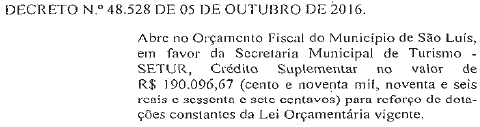 DECRETO N.º 48.528 DE 05 DE OUTUBRO DE 2016.
Abre no Orçamento Fiscal do Município de São Luís,
em favor da Secretaria Municipal de Turismo -
SETUR, Crédito Suplementar no valor de
R$ 190.096,67 (cento e noventa mil, noventa e seis
reais e sessenta e sete centavos) para reforço de dota-
ções constantes da Lei Orçamentária vigente.